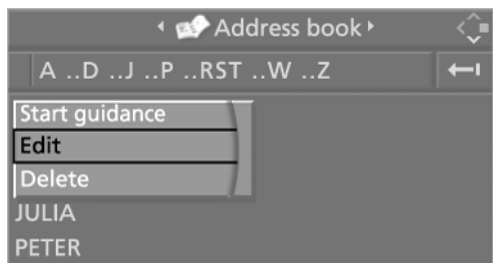 Address book
A ..D ..J ..P ..RST ..W ..Z
Start guidance
Edit
Delete
JULIA
PETER